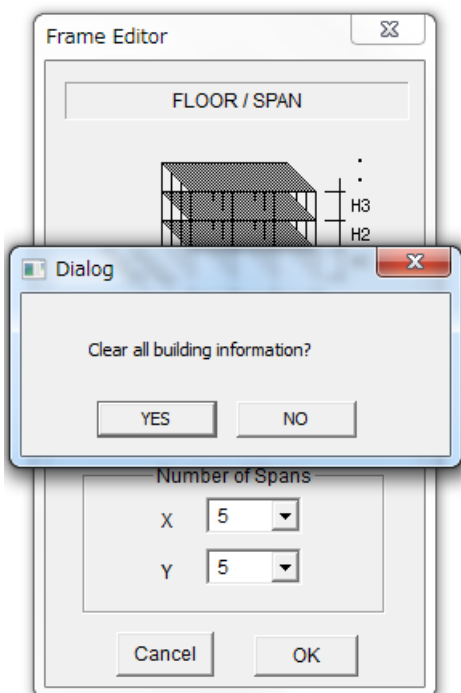 Frame Editor
FLOOR / SPAN
H3
H2
Dialog
Clear all building information?
YES
NO
Number of Spans
X
5
Y
5
Cancel
OK